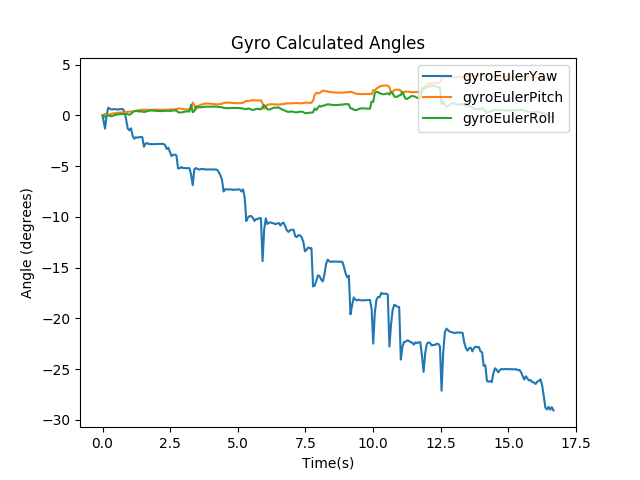 Gyro Calculated Angles
5
0
−5
−10
−15
−20
−25
−30
Angle (degrees)
gyroEulerYaw
gyroEulerPitch
gyroEulerRoll
0.0 2.5 5.0 7.5 10.0 12.5 15.0 17.5
Time(s)